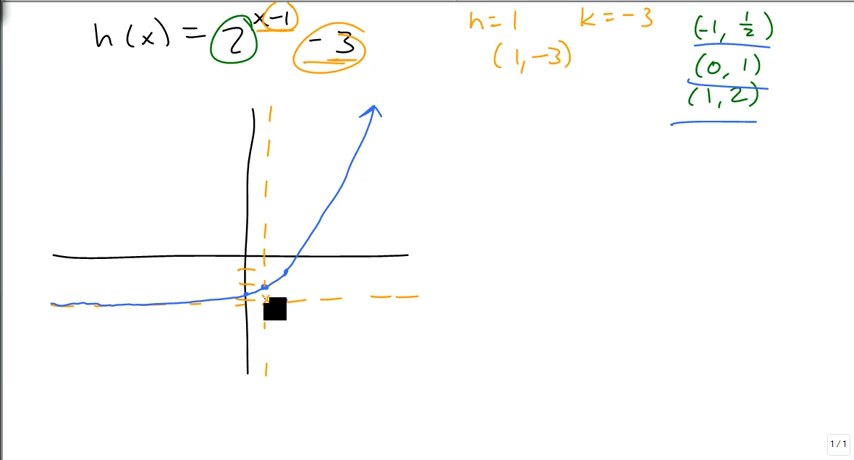 h(x) = 2^{x-1} - 3
h = 1 k = -3
(1, -3)
(-1, 1/2)
(0, 1)
(1, 2)
1 / 1